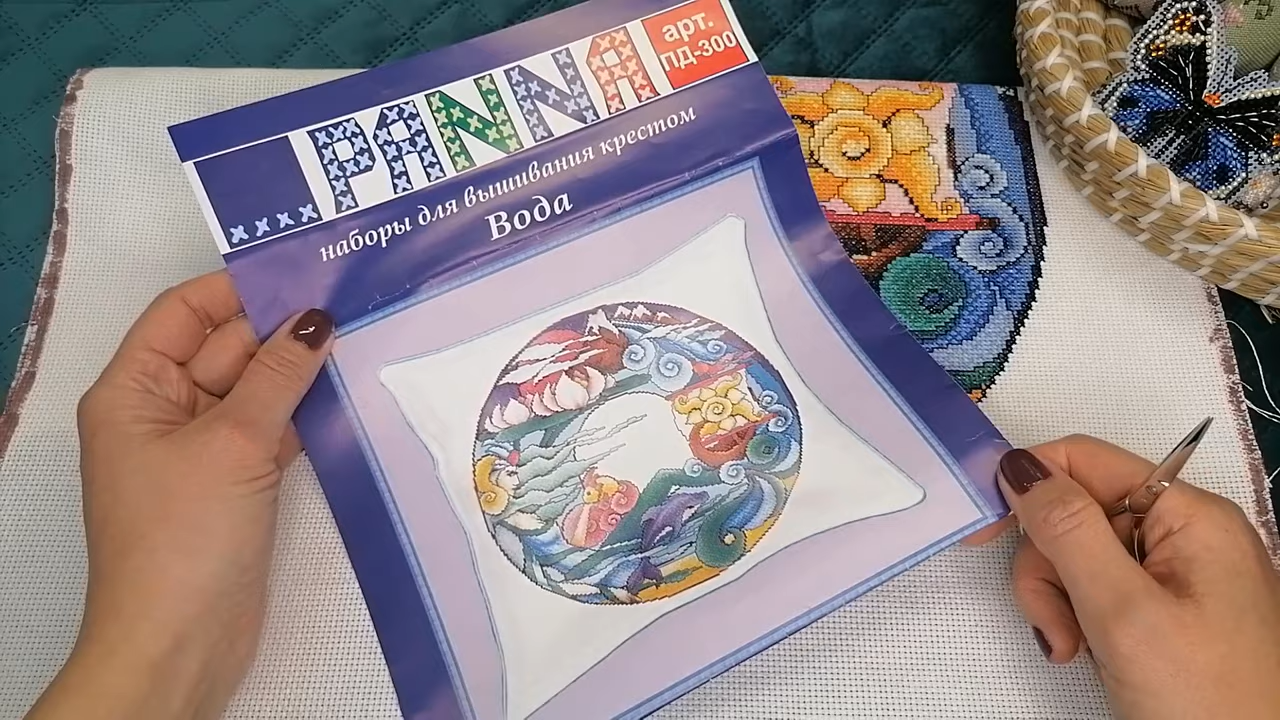 PANNA
арт.
ПД-300
наборы для вышивания крестом
Вода